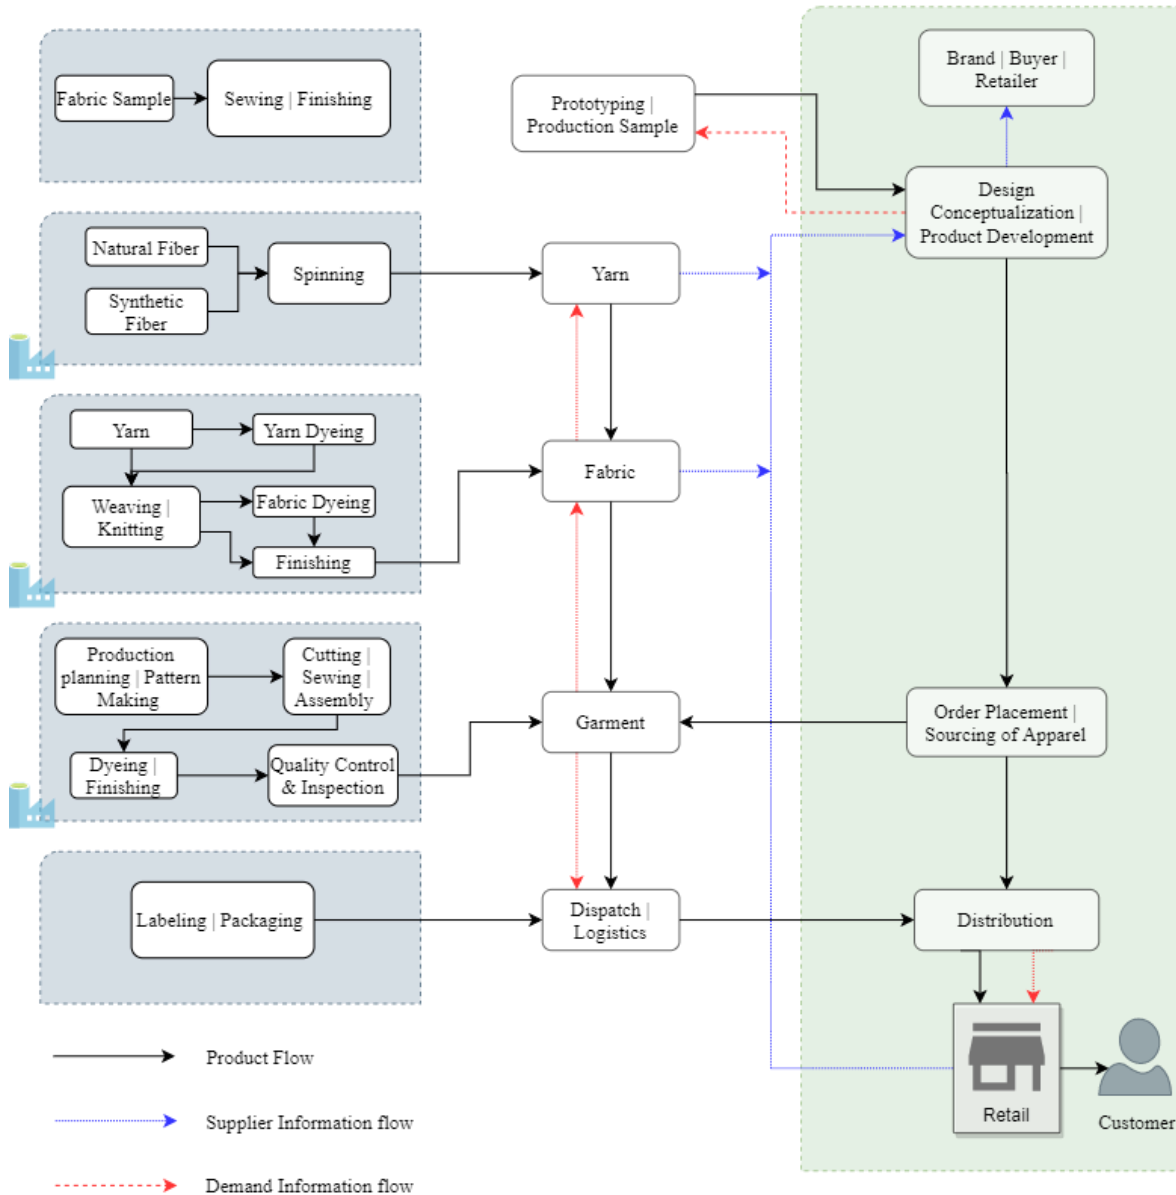 Fabric Sample
Sewing | Finishing
Prototyping |
Production Sample
Brand | Buyer |
Retailer
Design
Conceptualization |
Product Development
Natural Fiber
Synthetic
Fiber
Spinning
Yarn
Yarn
Yarn Dyeing
Weaving |
Knitting
Fabric Dyeing
Finishing
Fabric
Production
planning | Pattern
Making
Cutting |
Sewing |
Assembly
Dyeing |
Finishing
Quality Control
& Inspection
Garment
Order Placement |
Sourcing of Apparel
Labeling | Packaging
Dispatch |
Logistics
Distribution
Retail
Customer
Product Flow
Supplier Information flow
Demand Information flow